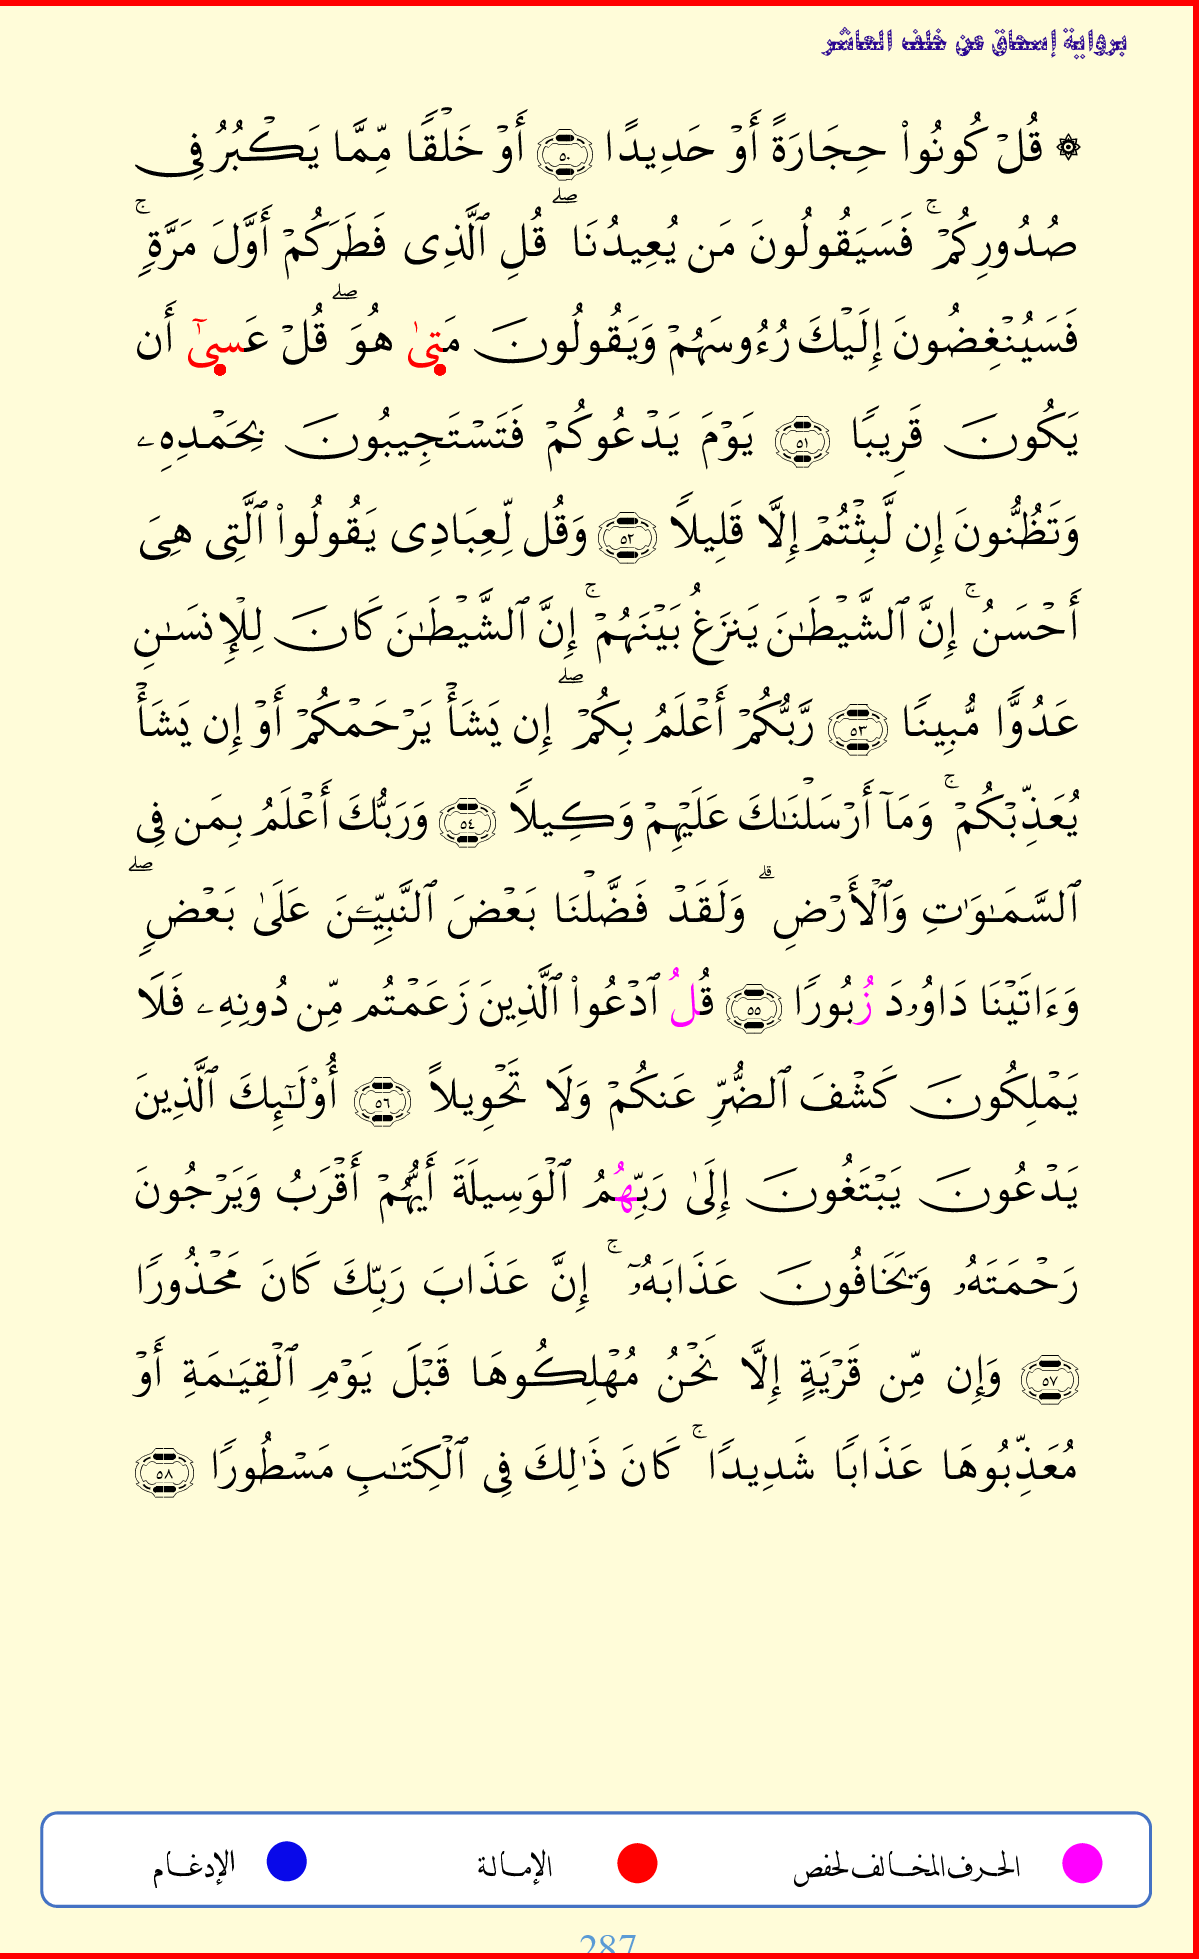 برواية إسحاق عن خلف العاشر
۞ قُلۡ كُونُواْ حِجَارَةً أَوۡ حَدِيدًا ٥٠ أَوۡ خَلۡقًا مِّمَّا يَكۡبُرُ فِي
صُدُورِكُمۡۚ فَسَيَقُولُونَ مَن يُعِيدُنَاۖ قُلِ ٱلَّذِي فَطَرَكُمۡ أَوَّلَ مَرَّةٖۚ
فَسَيُنۡغِضُونَ إِلَيۡكَ رُءُوسَهُمۡ وَيَقُولُونَ مَتىٰ هُوَۖ قُلۡ عَسىٰٓ أَن
يَكُونَ قَرِيبًا ٥١ يَوۡمَ يَدۡعُوكُمۡ فَتَسۡتَجِيبُونَ بِحَمۡدِهِۦ
وَتَظُنُّونَ إِن لَّبِثۡتُمۡ إِلَّا قَلِيلًا ٥٢ وَقُل لِّعِبَادِي يَقُولُواْ ٱلَّتِي هِيَ
أَحۡسَنُۚ إِنَّ ٱلشَّيۡطَٰنَ يَنزَغُ بَيۡنَهُمۡۚ إِنَّ ٱلشَّيۡطَٰنَ كَانَ لِلۡإِنسَٰنِ
عَدُوًّا مُّبِينًا ٥٣ رَّبُّكُمۡ أَعۡلَمُ بِكُمۡۖ إِن يَشَأۡ يَرۡحَمۡكُمۡ أَوۡ إِن يَشَأۡ
يُعَذِّبۡكُمۡۚ وَمَآ أَرۡسَلۡنَٰكَ عَلَيۡهِمۡ وَكِيلًا ٥٤ وَرَبُّكَ أَعۡلَمُ بِمَن فِي
ٱلسَّمَٰوَٰتِ وَٱلۡأَرۡضِۗ وَلَقَدۡ فَضَّلۡنَا بَعۡضَ ٱلنَّبِيِّـۧنَ عَلَىٰ بَعۡضٖۖ
وَءَاتَيۡنَا دَاوُۥدَ زُبُورًا ٥٥ قُلُ ٱدۡعُواْ ٱلَّذِينَ زَعَمۡتُم مِّن دُونِهِۦ فَلَا
يَمۡلِكُونَ كَشۡفَ ٱلضُّرِّ عَنكُمۡ وَلَا تَحۡوِيلًا ٥٦ أُوْلَٰٓئِكَ ٱلَّذِينَ
يَدۡعُونَ يَبۡتَغُونَ إِلَىٰ رَبِّهُمُ ٱلۡوَسِيلَةَ أَيُّهُمۡ أَقۡرَبُ وَيَرۡجُونَ
رَحۡمَتَهُۥ وَيَخَافُونَ عَذَابَهُۥٓۚ إِنَّ عَذَابَ رَبِّكَ كَانَ مَحۡذُورًا
٥٧ وَإِن مِّن قَرۡيَةٍ إِلَّا نَحۡنُ مُهۡلِكُوهَا قَبۡلَ يَوۡمِ ٱلۡقِيَٰمَةِ أَوۡ
مُعَذِّبُوهَا عَذَابًا شَدِيدًاۚ كَانَ ذَٰلِكَ فِي ٱلۡكِتَٰبِ مَسۡطُورًا ٥٨
الحرف المخالف لحفص الإمالة الإدغام
287